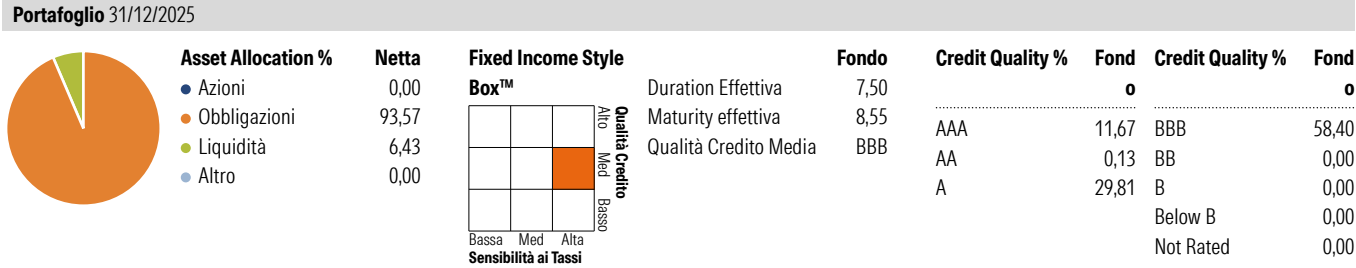 Portafoglio 31/12/2025
Asset Allocation % Netta
Azioni 0,00
Obbligazioni 93,57
Liquidità 6,43
Altro 0,00
Fixed Income Style
Box™
Alto Med Basso
Qualità Credito
Bassa Med Alta
Sensibilità ai Tassi
Fondo
Duration Effettiva 7,50
Maturity effettiva 8,55
Qualità Credito Media BBB
Credit Quality % Fond
o
AAA 11,67
AA 0,13
A 29,81
Credit Quality % Fond
o
BBB 58,40
BB 0,00
B 0,00
Below B 0,00
Not Rated 0,00